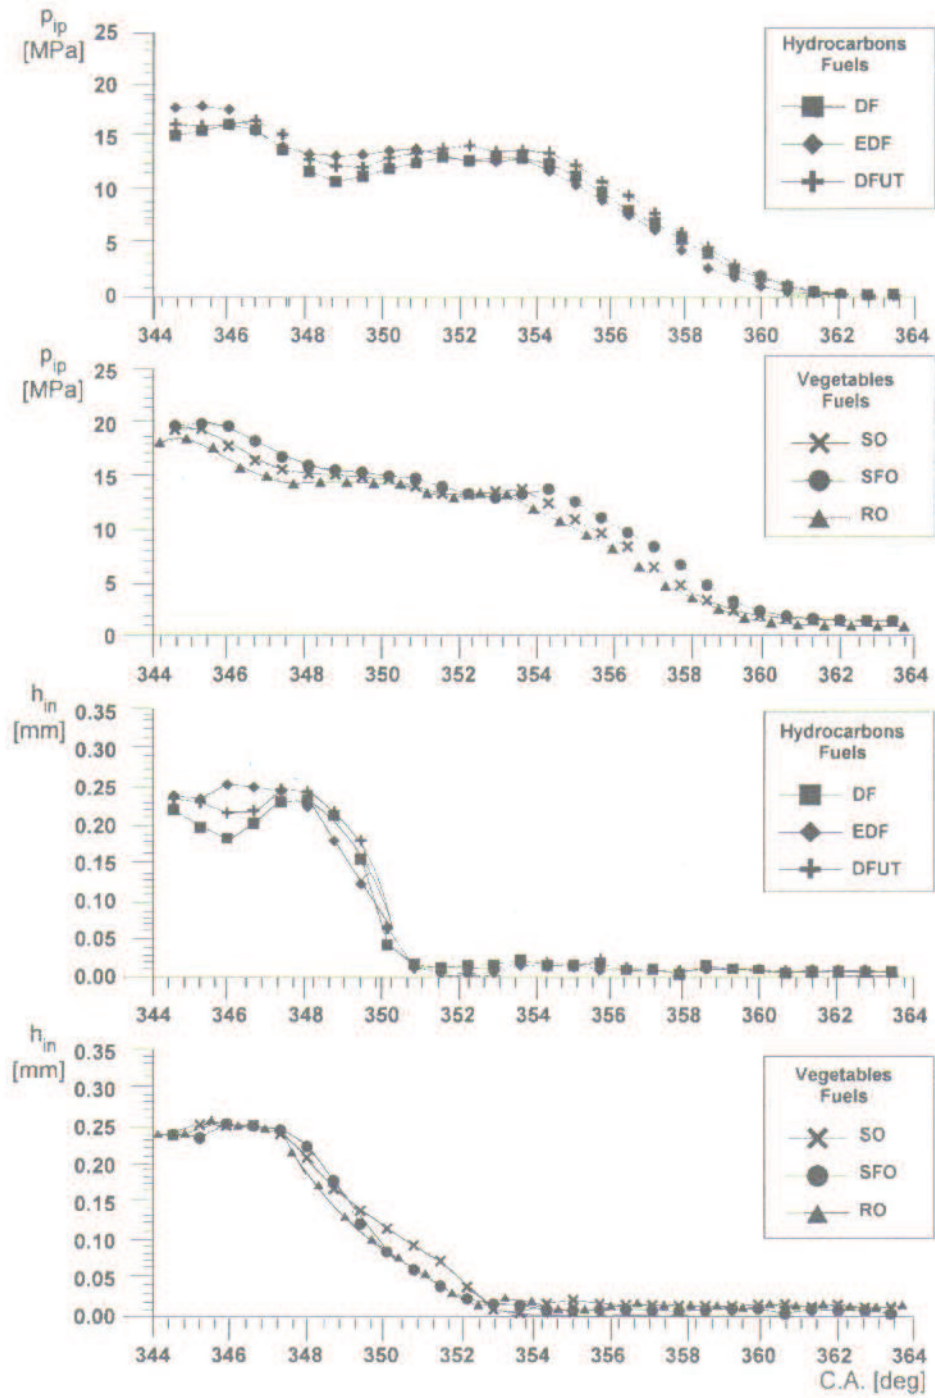 p_ip
[MPa]
25
20
15
10
5
0
344 346 348 350 352 354 356 358 360 362 364
Hydrocarbons
Fuels
DF
EDF
DFUT
p_ip
[MPa]
25
20
15
10
5
0
344 346 348 350 352 354 356 358 360 362 364
Vegetables
Fuels
SO
SFO
RO
h_in
[mm]
0.35
0.30
0.25
0.20
0.15
0.10
0.05
0.00
344 346 348 350 352 354 356 358 360 362 364
Hydrocarbons
Fuels
DF
EDF
DFUT
h_in
[mm]
0.35
0.30
0.25
0.20
0.15
0.10
0.05
0.00
344 346 348 350 352 354 356 358 360 362 364
Vegetables
Fuels
SO
SFO
RO
C.A. [deg]